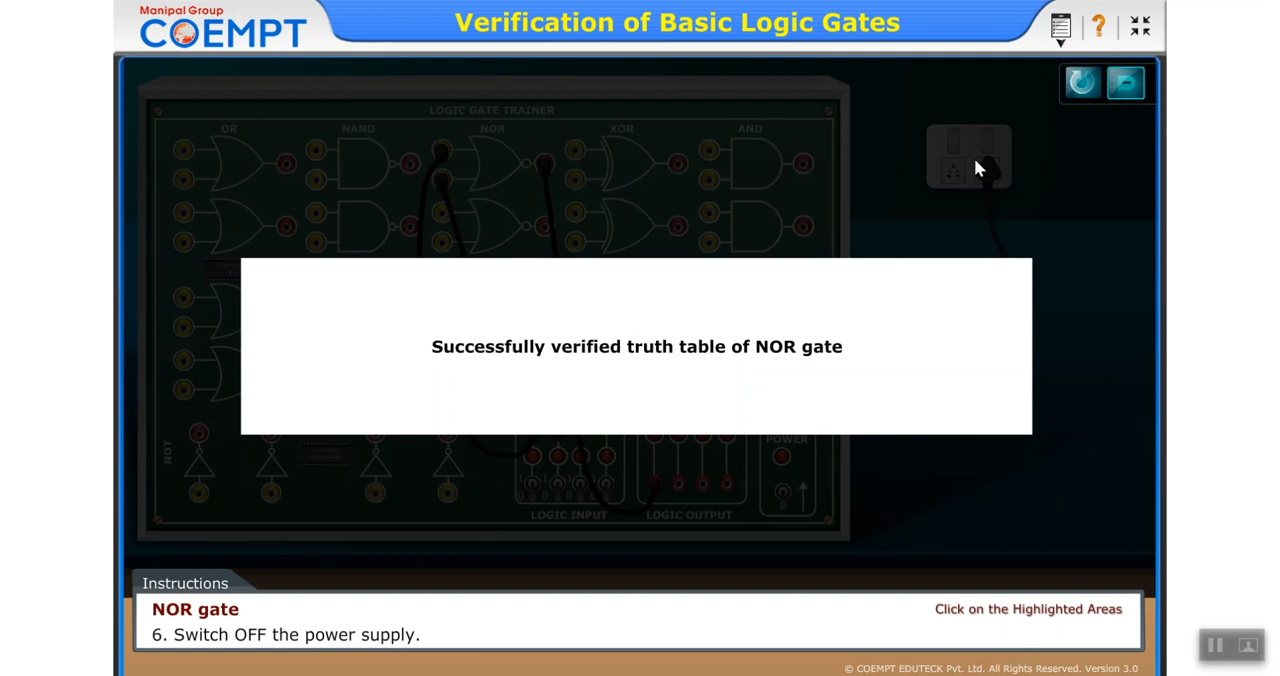 Manipal Group
COEMPT
Verification of Basic Logic Gates
LOGIC GATE TRAINER
OR NAND NOR XOR AND
Successfully verified truth table of NOR gate
NOT
POWER
LOGIC INPUT LOGIC OUTPUT
Instructions
NOR gate
Click on the Highlighted Areas
6. Switch OFF the power supply.
© COEMPT EDUTECK Pvt. Ltd. All Rights Reserved. Version 3.0